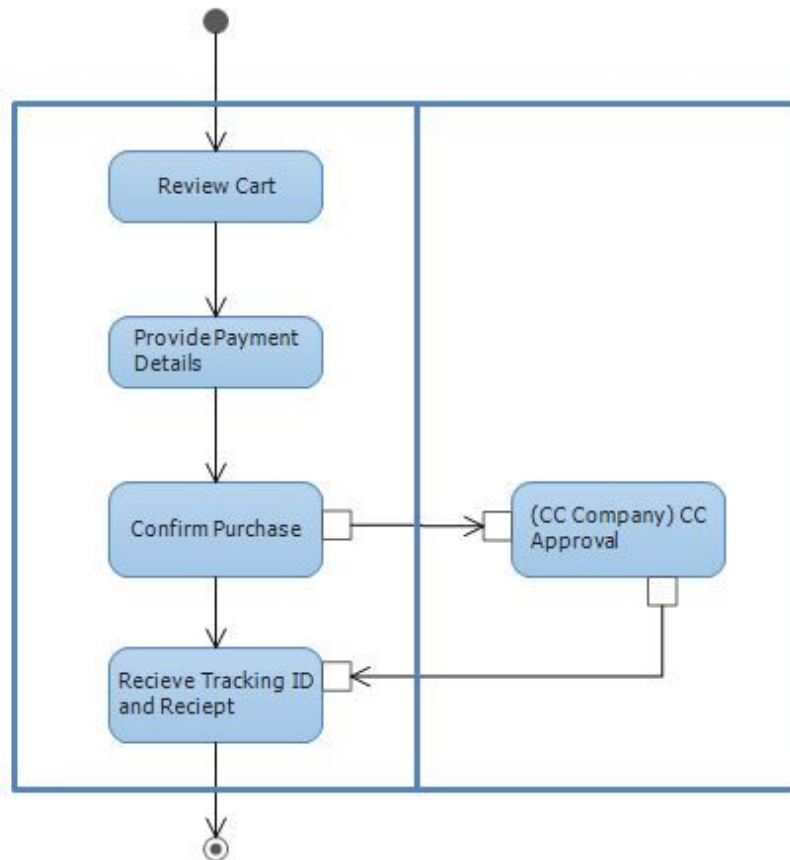 Review Cart
Provide Payment
Details
Confirm Purchase
(CC Company) CC
Approval
Recieve Tracking ID
and Reciept